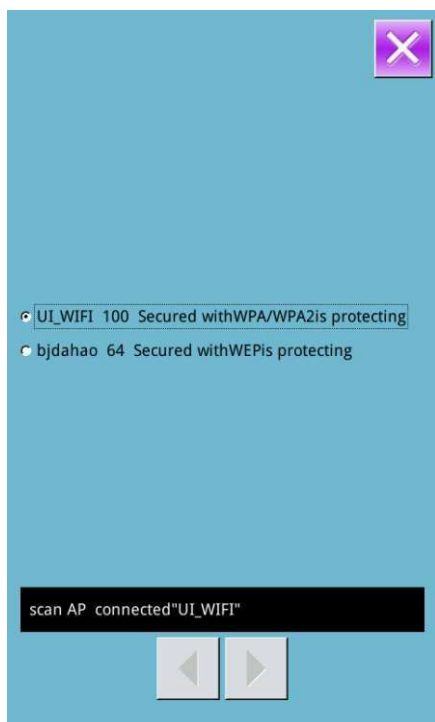 UI_WIFI 100 Secured withWPA/WPA2is protecting
bjdahao 64 Secured withWEPis protecting
scan AP connected"UI_WIFI"